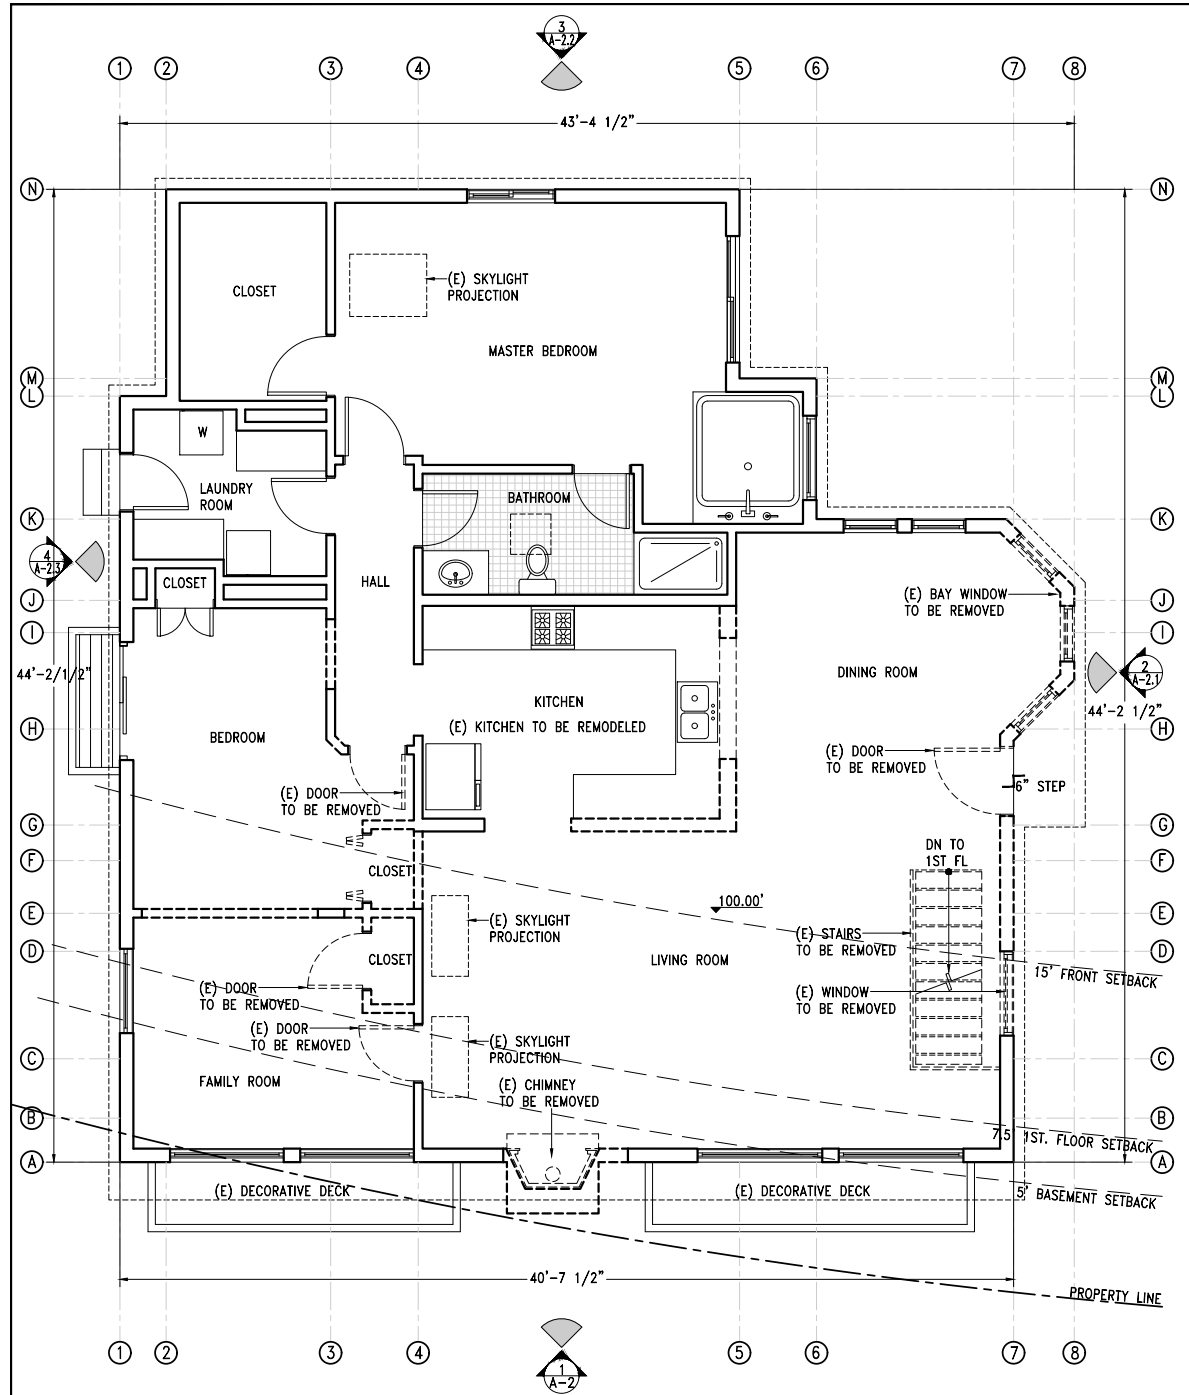 3
A-2.2
1
2
3
4
5
6
7
8
43'-4 1/2"
N
N
CLOSET
(E) SKYLIGHT
PROJECTION
MASTER BEDROOM
M
L
M
L
W
LAUNDRY
ROOM
BATHROOM
K
K
4
A-2.3
CLOSET
HALL
(E) BAY WINDOW
TO BE REMOVED
J
J
I
I
44'-2/1/2"
KITCHEN
(E) KITCHEN TO BE REMODELED
DINING ROOM
2
A-2.1
44'-2 1/2"
H
H
BEDROOM
(E) DOOR
TO BE REMOVED
(E) DOOR
TO BE REMOVED
6" STEP
G
G
DN TO
1ST FL
F
F
CLOSET
100.00'
E
E
(E) SKYLIGHT
PROJECTION
(E) STAIRS
TO BE REMOVED
D
D
CLOSET
LIVING ROOM
15' FRONT SETBACK
(E) DOOR
TO BE REMOVED
(E) WINDOW
TO BE REMOVED
(E) DOOR
TO BE REMOVED
(E) SKYLIGHT
PROJECTION
C
C
FAMILY ROOM
(E) CHIMNEY
TO BE REMOVED
B
B
7.5' 1ST. FLOOR SETBACK
A
A
(E) DECORATIVE DECK
(E) DECORATIVE DECK
5' BASEMENT SETBACK
40'-7 1/2"
PROPERTY LINE
1
2
3
4
5
6
7
8
1
A-2